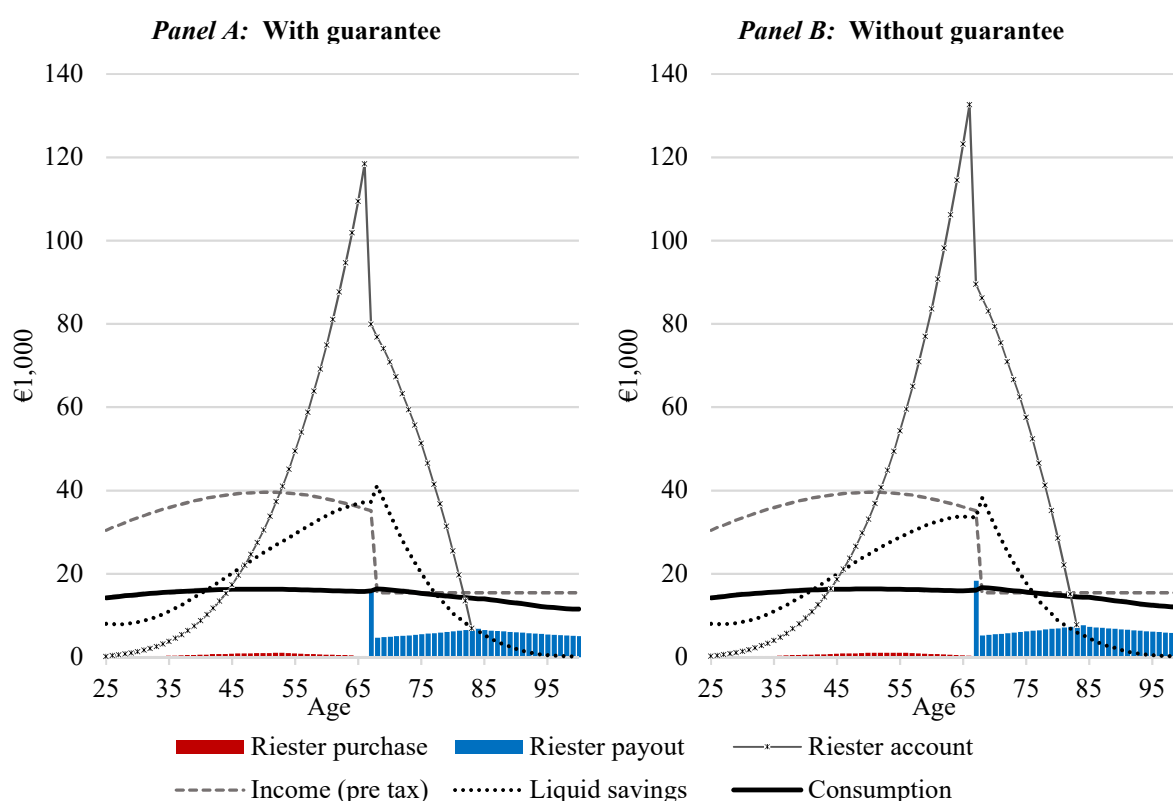 Panel A: With guarantee
140
120
100
80
60
40
20
0
€1,000
25 35 45 55 65 75 85 95
Age
Panel B: Without guarantee
140
120
100
80
60
40
20
0
€1,000
25 35 45 55 65 75 85 95
Age
Riester purchase Riester payout Riester account
Income (pre tax) Liquid savings Consumption